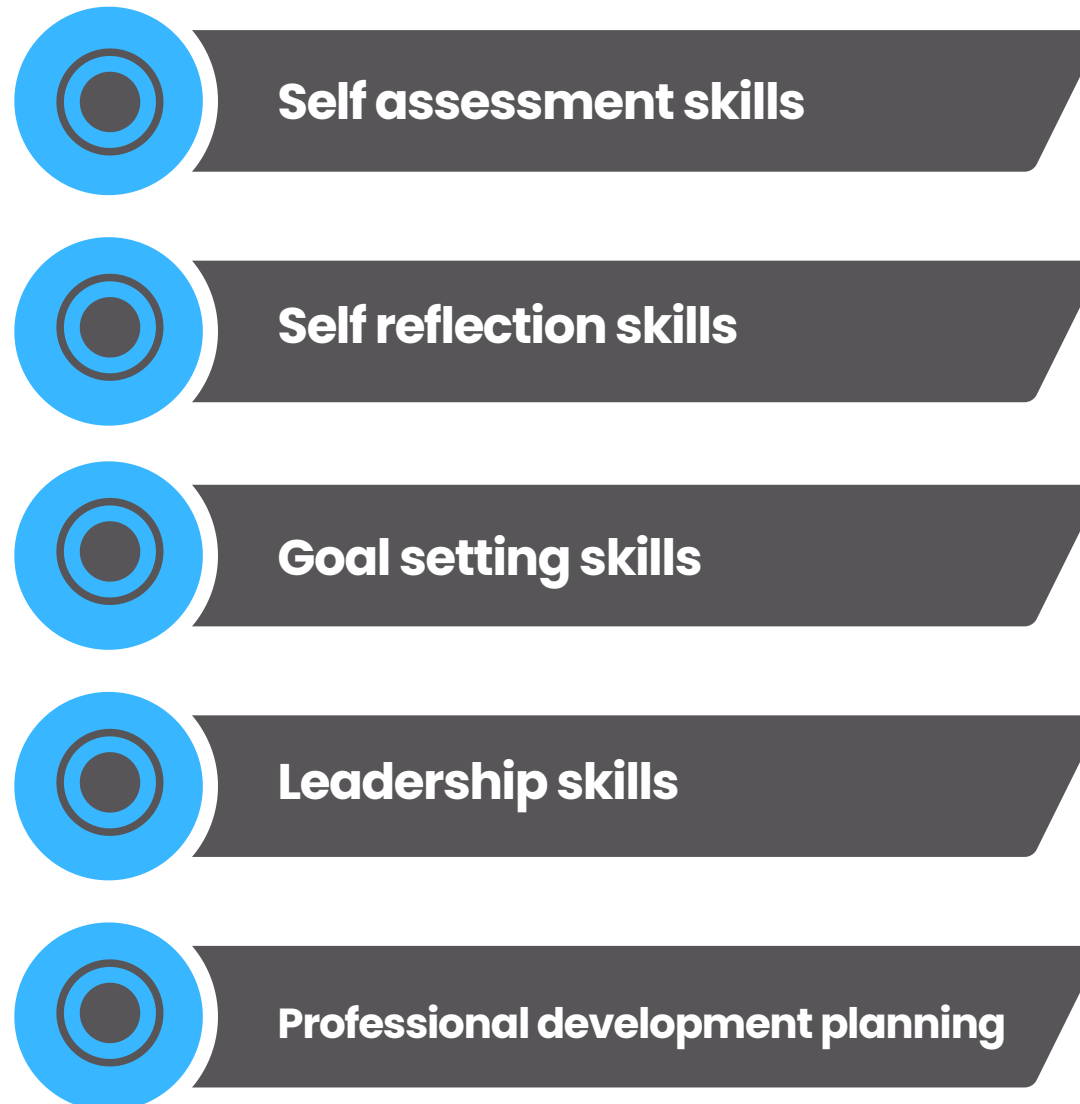 Self assessment skills
Self reflection skills
Goal setting skills
Leadership skills
Professional development planning